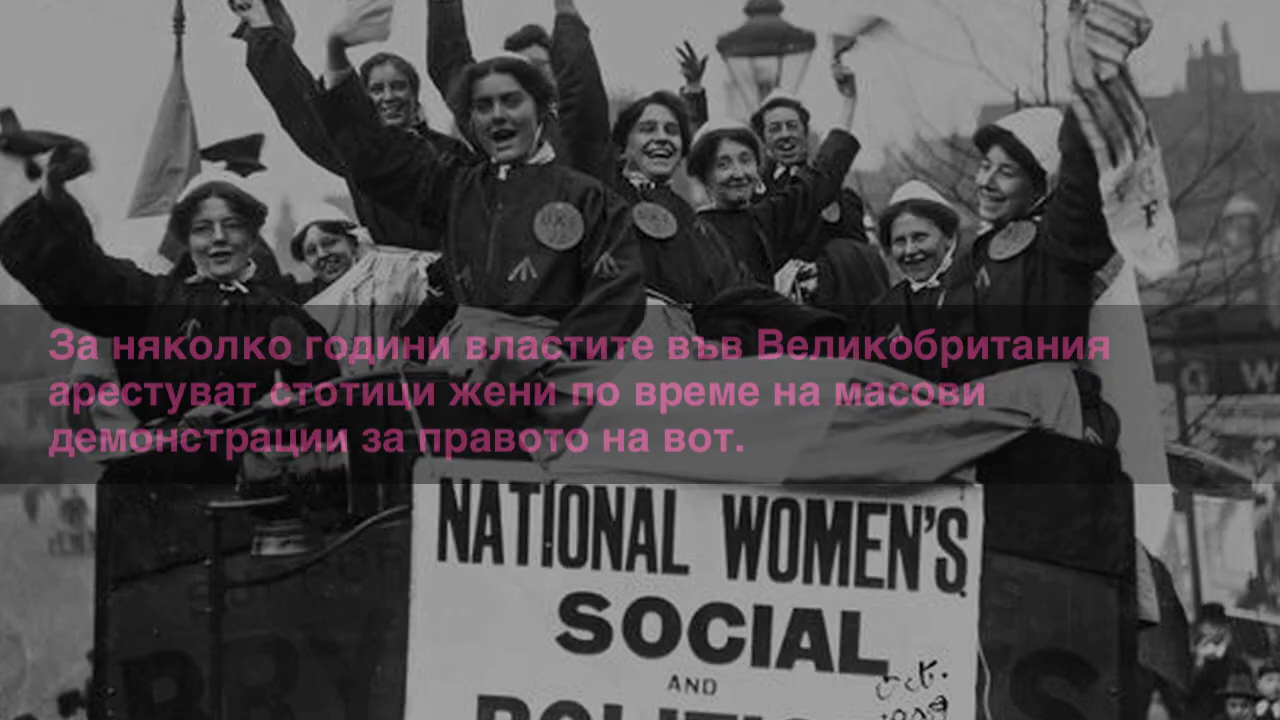 За няколко години властите във Великобритания
арестуват стотици жени по време на масови
демонстрации за правото на вот.
NATIONAL WOMEN'S
SOCIAL
AND
Oct.